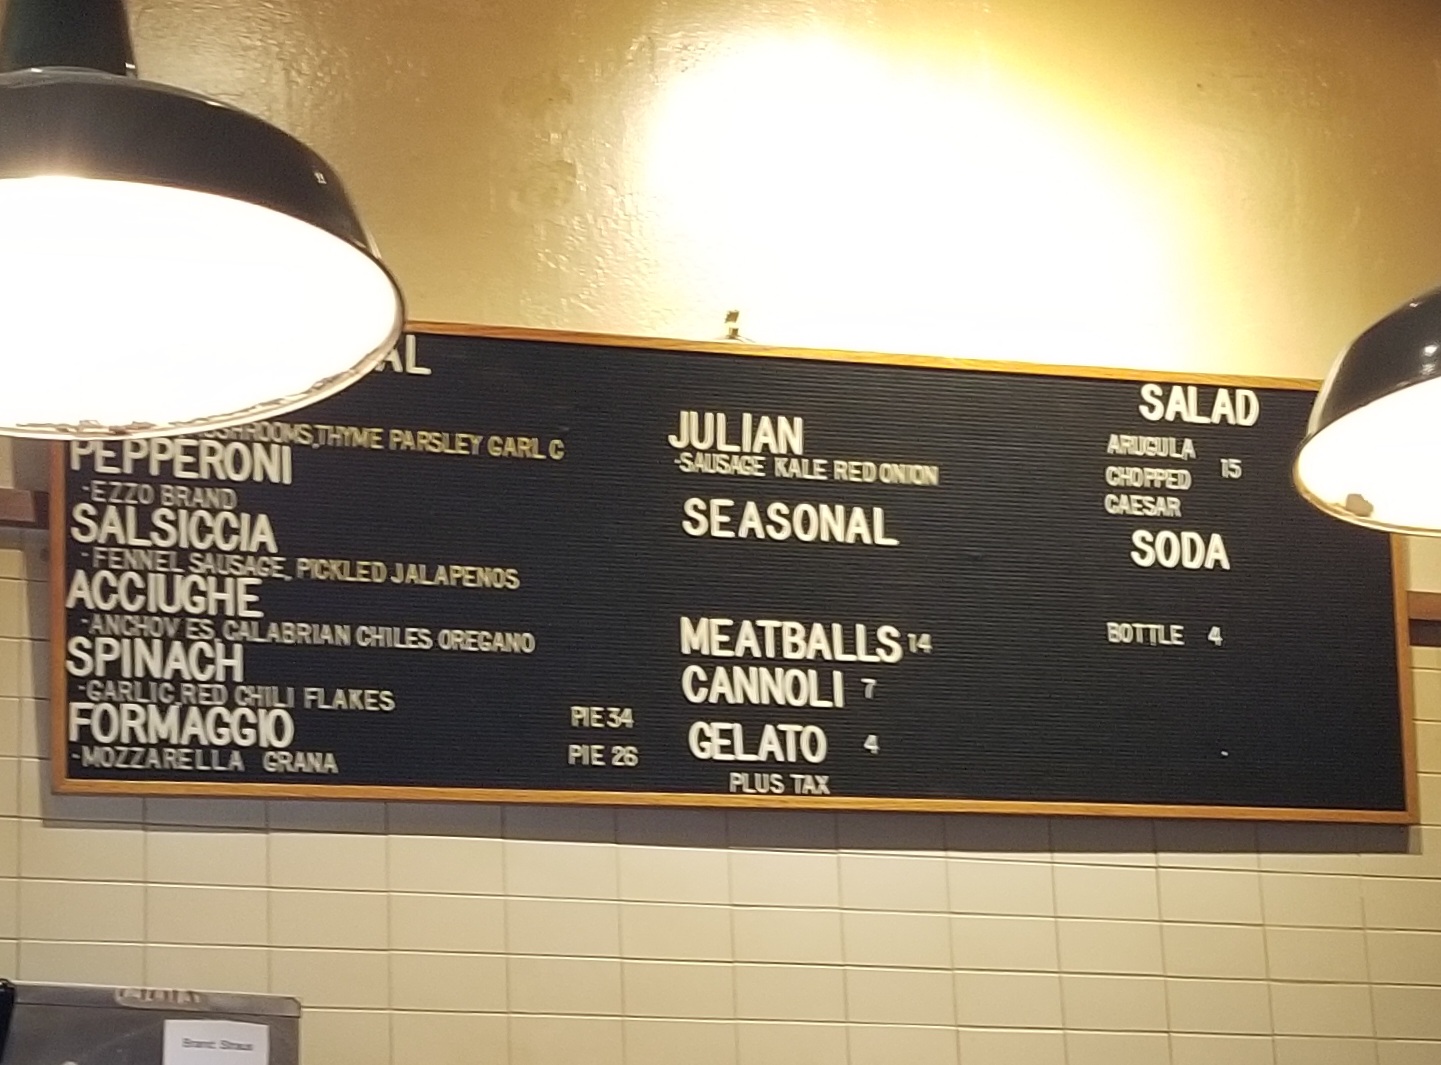 PARSLEY GARL C
PEPPERONI
-EZZO BRAND
SALSICCIA
-FENNEL SAUSAGE, PICKLED JALAPENOS
ACCIUGHE
-ANCHOV ES, CALABRIAN CHILES OREGANO
SPINACH
-GARLIC RED CHILI FLAKES
FORMAGGIO
-MOZZARELLA GRANA
PIE 34
PIE 26
JULIAN
-SAUSAGE KALE RED ONION
SEASONAL
MEATBALLS 14
CANNOLI 7
GELATO 4
PLUS TAX
SALAD
ARUGULA
CHOPPED 15
CAESAR
SODA
BOTTLE 4